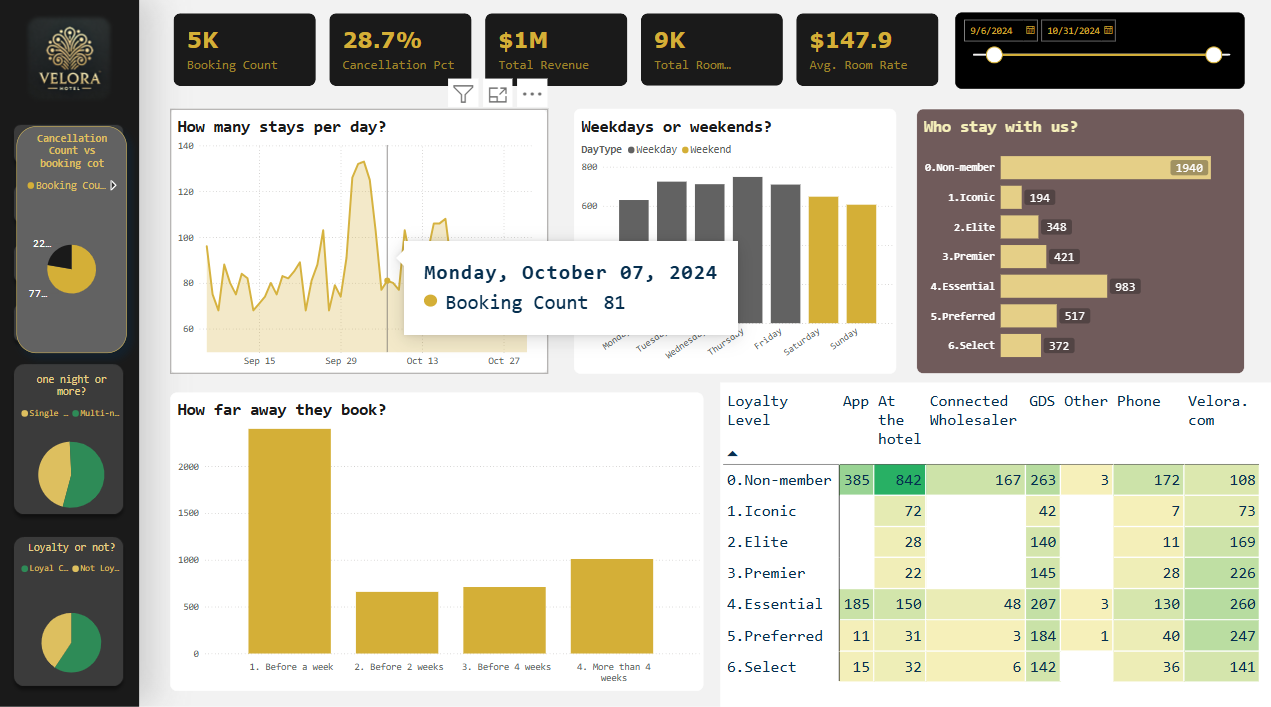 VELORA
HOTEL
5K
Booking Count
28.7%
Cancellation Pct
$1M
Total Revenue
9K
Total Room…
$147.9
Avg. Room Rate
9/6/2024
10/31/2024
Cancellation
Count vs
booking cot
Booking Cou…
22…
77…
one night or
more?
Single …
Multi-n…
Loyalty or not?
Loyal C…
Not Loy…
How many stays per day?
140
120
100
80
60
Sep 15
Sep 29
Oct 13
Oct 27
Monday, October 07, 2024
Booking Count 81
Weekdays or weekends?
DayType Weekday Weekend
800
600
Thursday
Friday
Saturday
Sunday
Who stay with us?
0.Non-member 1940
1.Iconic 194
2.Elite 348
3.Premier 421
4.Essential 983
5.Preferred 517
6.Select 372
How far away they book?
2000
1500
1000
500
0
1. Before a week
2. Before 2 weeks
3. Before 4 weeks
4. More than 4
weeks
Loyalty App At Connected GDS Other Phone Velora.
Level the Wholesaler com
hotel
0.Non-member 385 842 167 263 3 172 108
1.Iconic 72 42 7 73
2.Elite 28 140 11 169
3.Premier 22 145 28 226
4.Essential 185 150 48 207 3 130 260
5.Preferred 11 31 3 184 1 40 247
6.Select 15 32 6 142 36 141